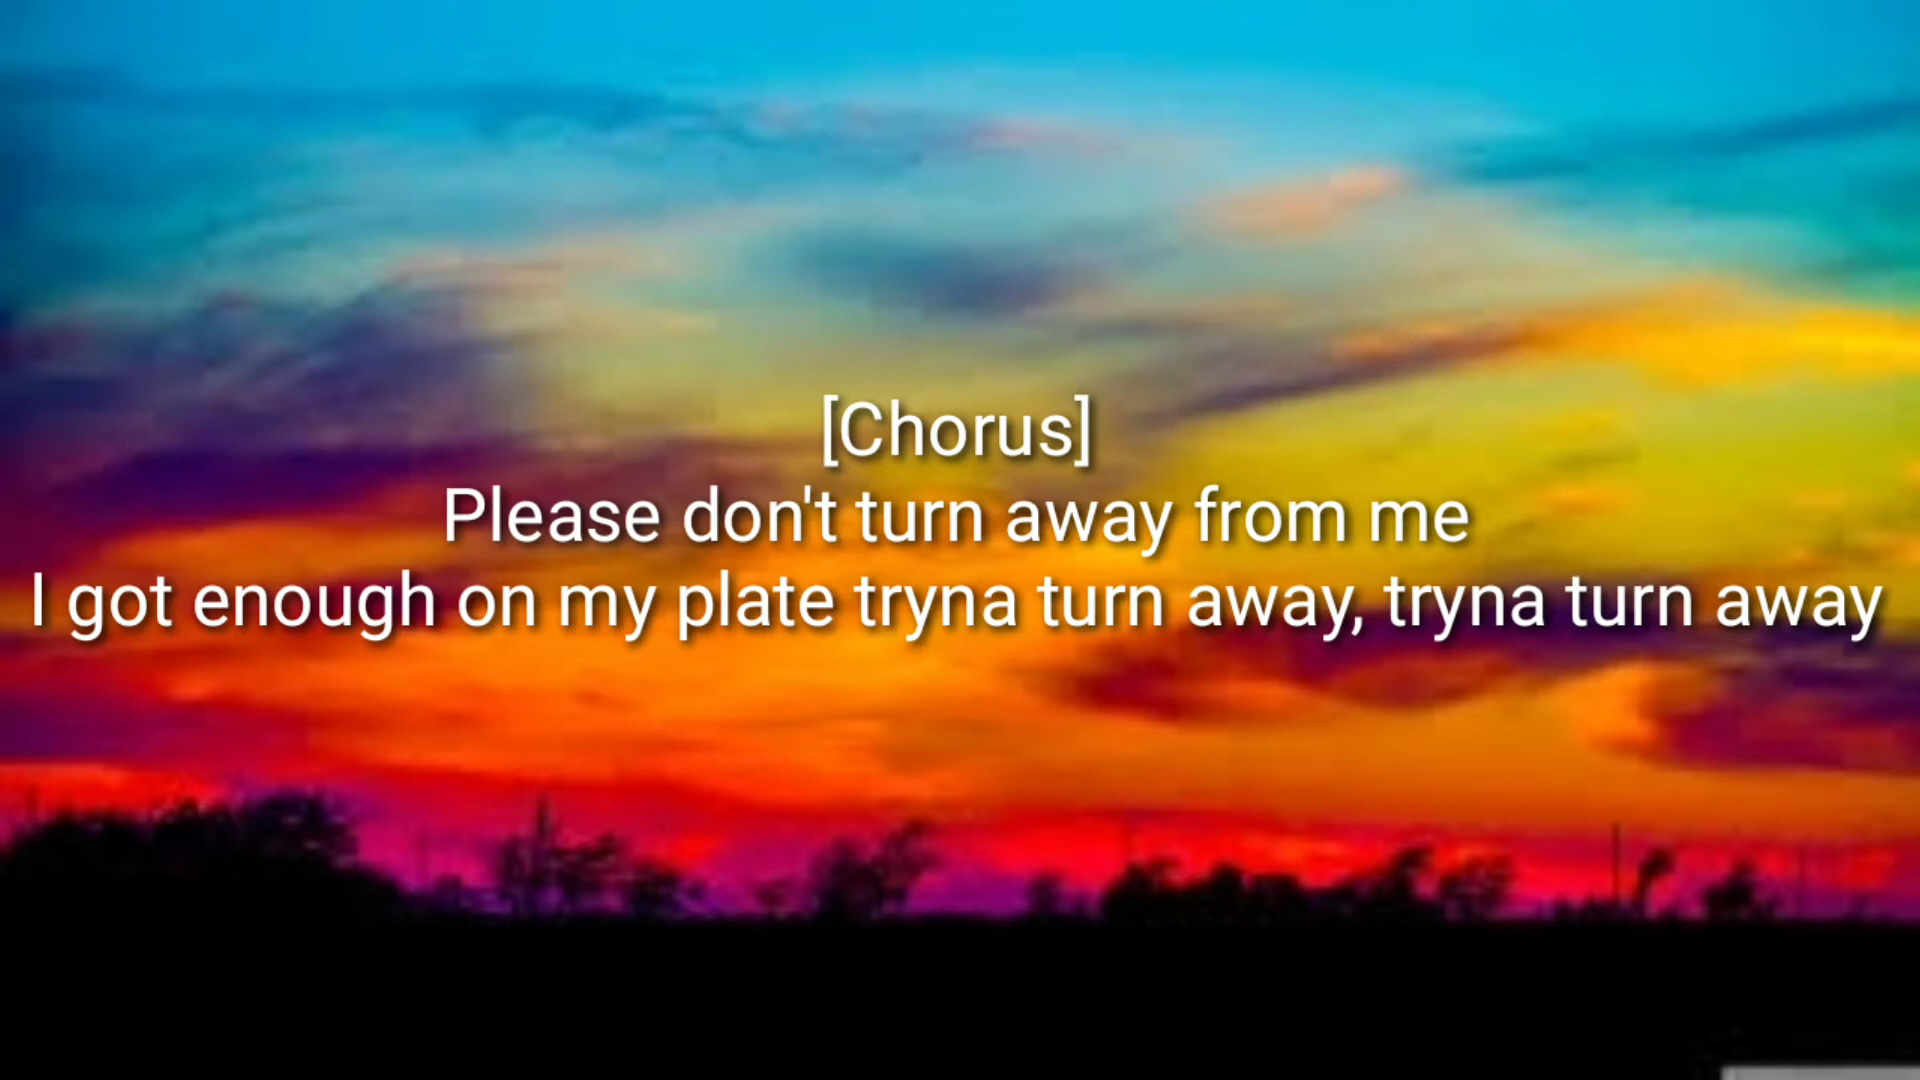 [Chorus]
Please don't turn away from me
I got enough on my plate tryna turn away, tryna turn away